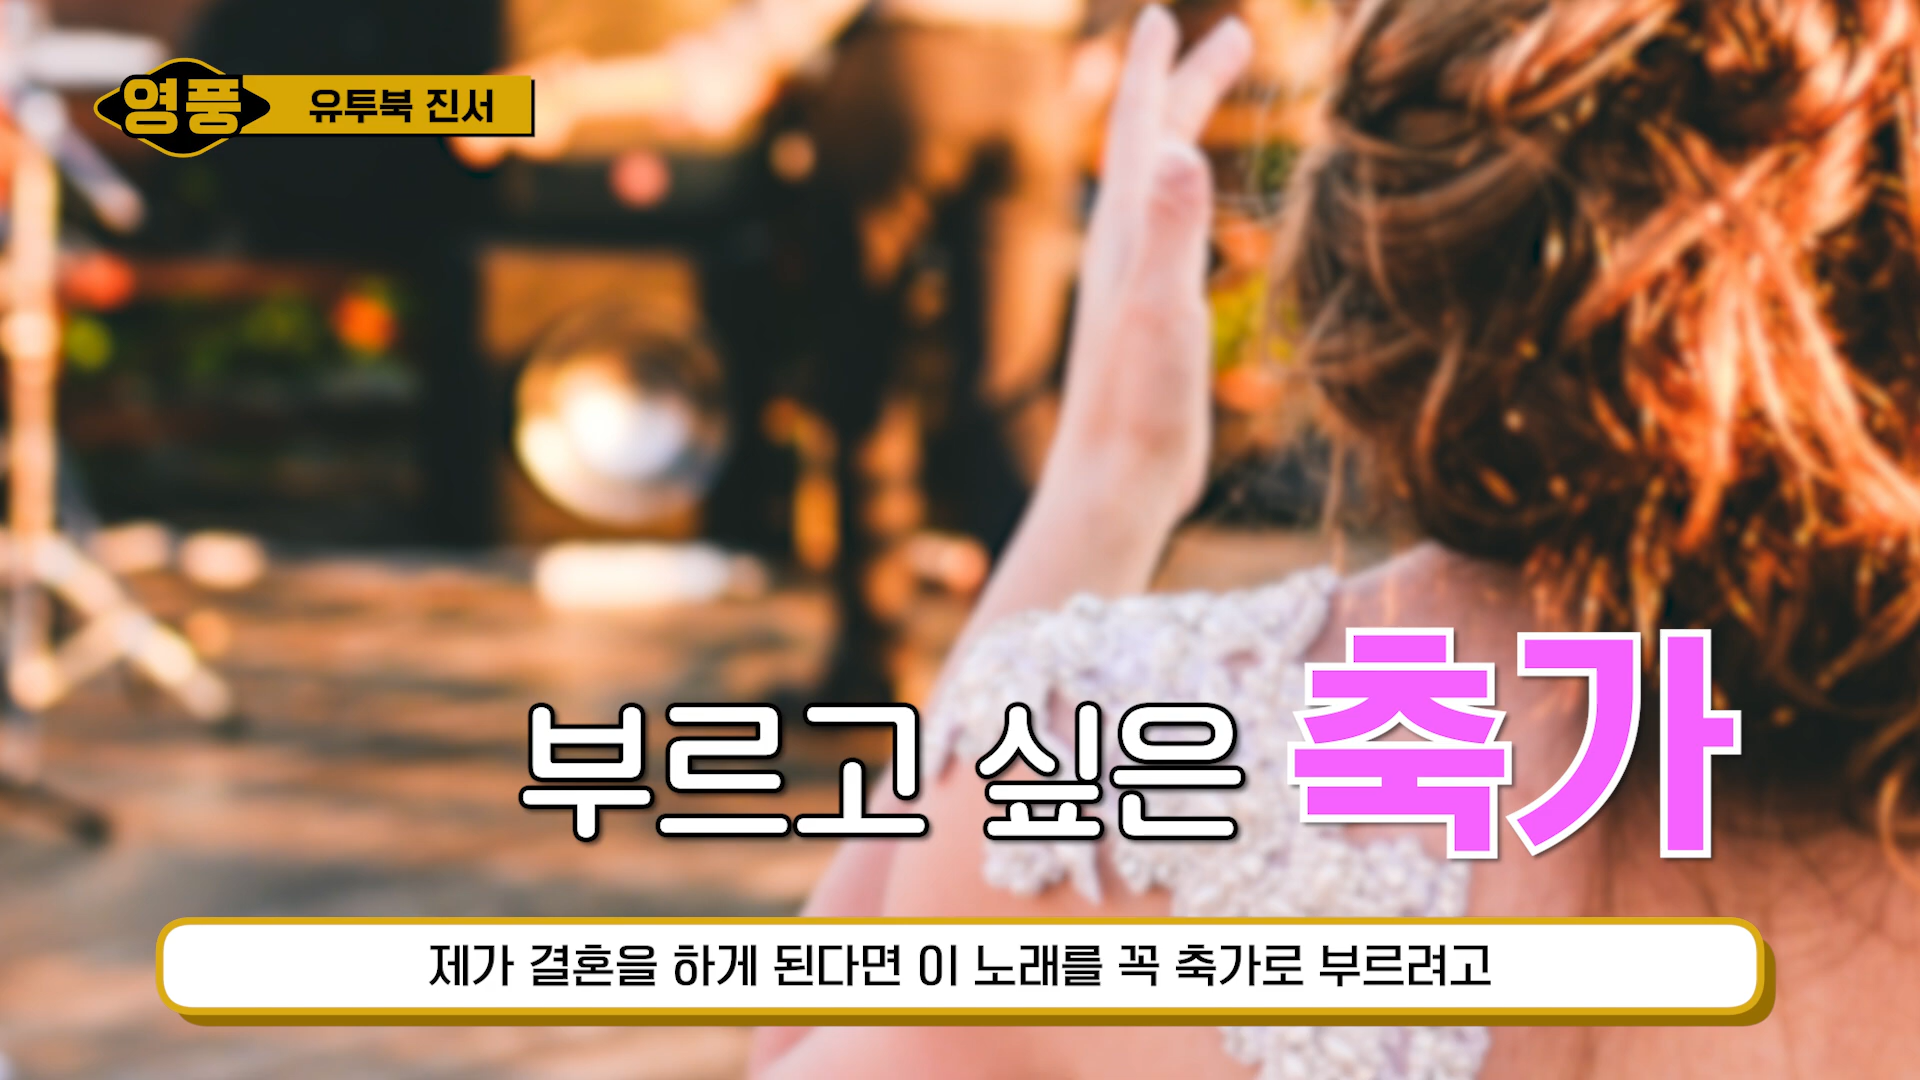 영풍
유투북 진서
부르고 싶은 축가
제가 결혼을 하게 된다면 이 노래를 꼭 축가로 부르려고